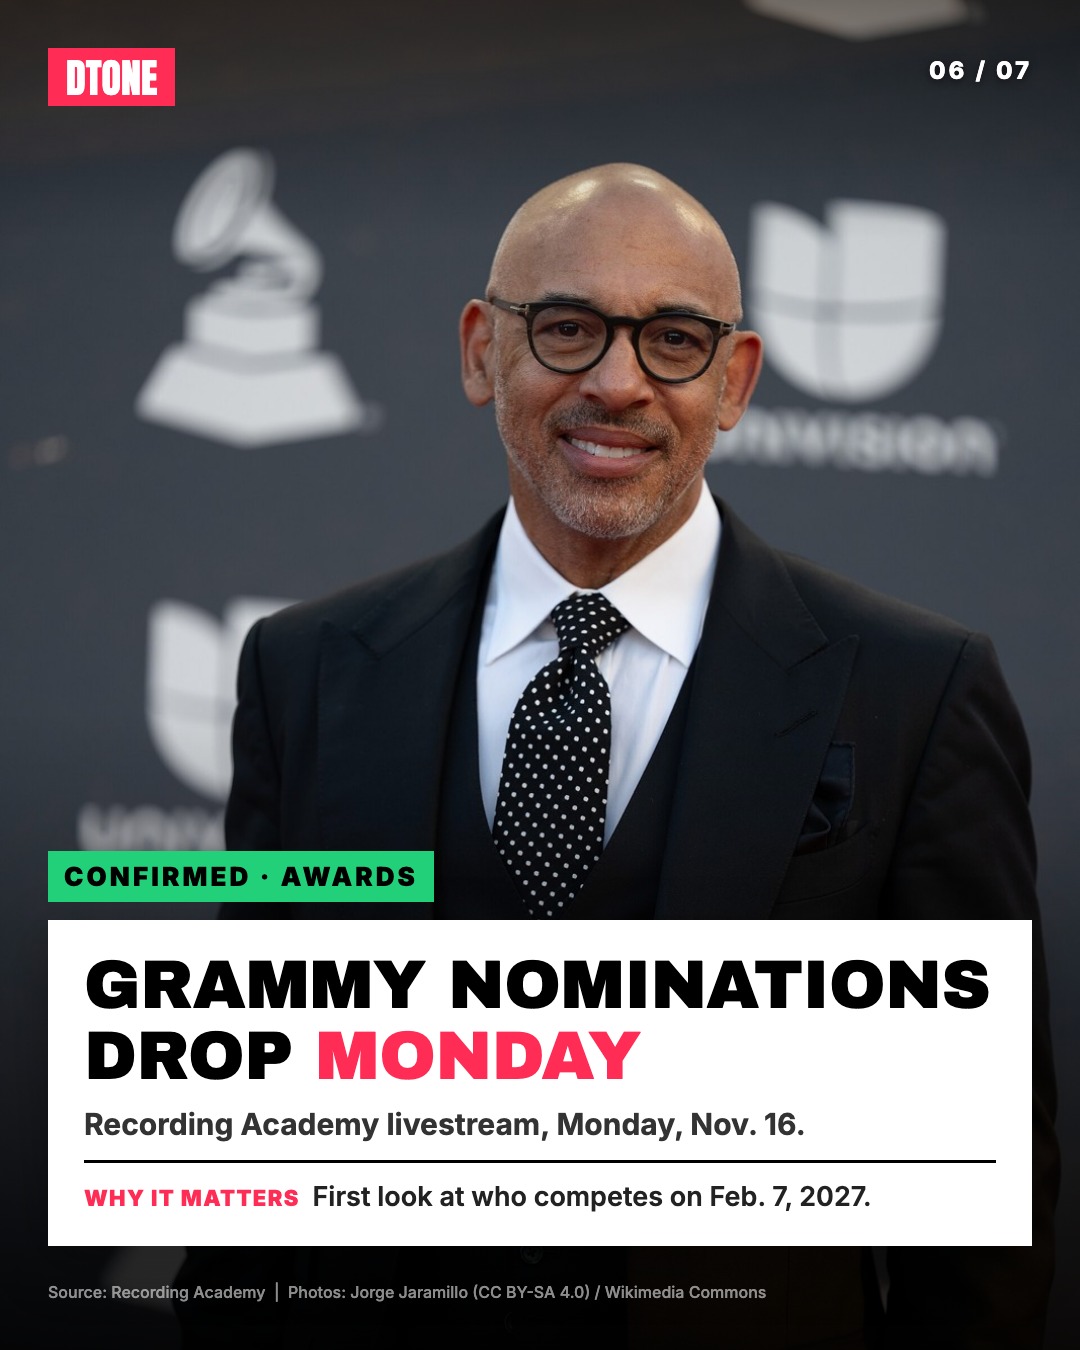 DTONE
06 / 07
univision
UNIV
CONFIRMED · AWARDS
GRAMMY NOMINATIONS
DROP MONDAY
Recording Academy livestream, Monday, Nov. 16.
WHY IT MATTERS First look at who competes on Feb. 7, 2027.
Source: Recording Academy | Photos: Jorge Jaramillo (CC BY-SA 4.0) / Wikimedia Commons